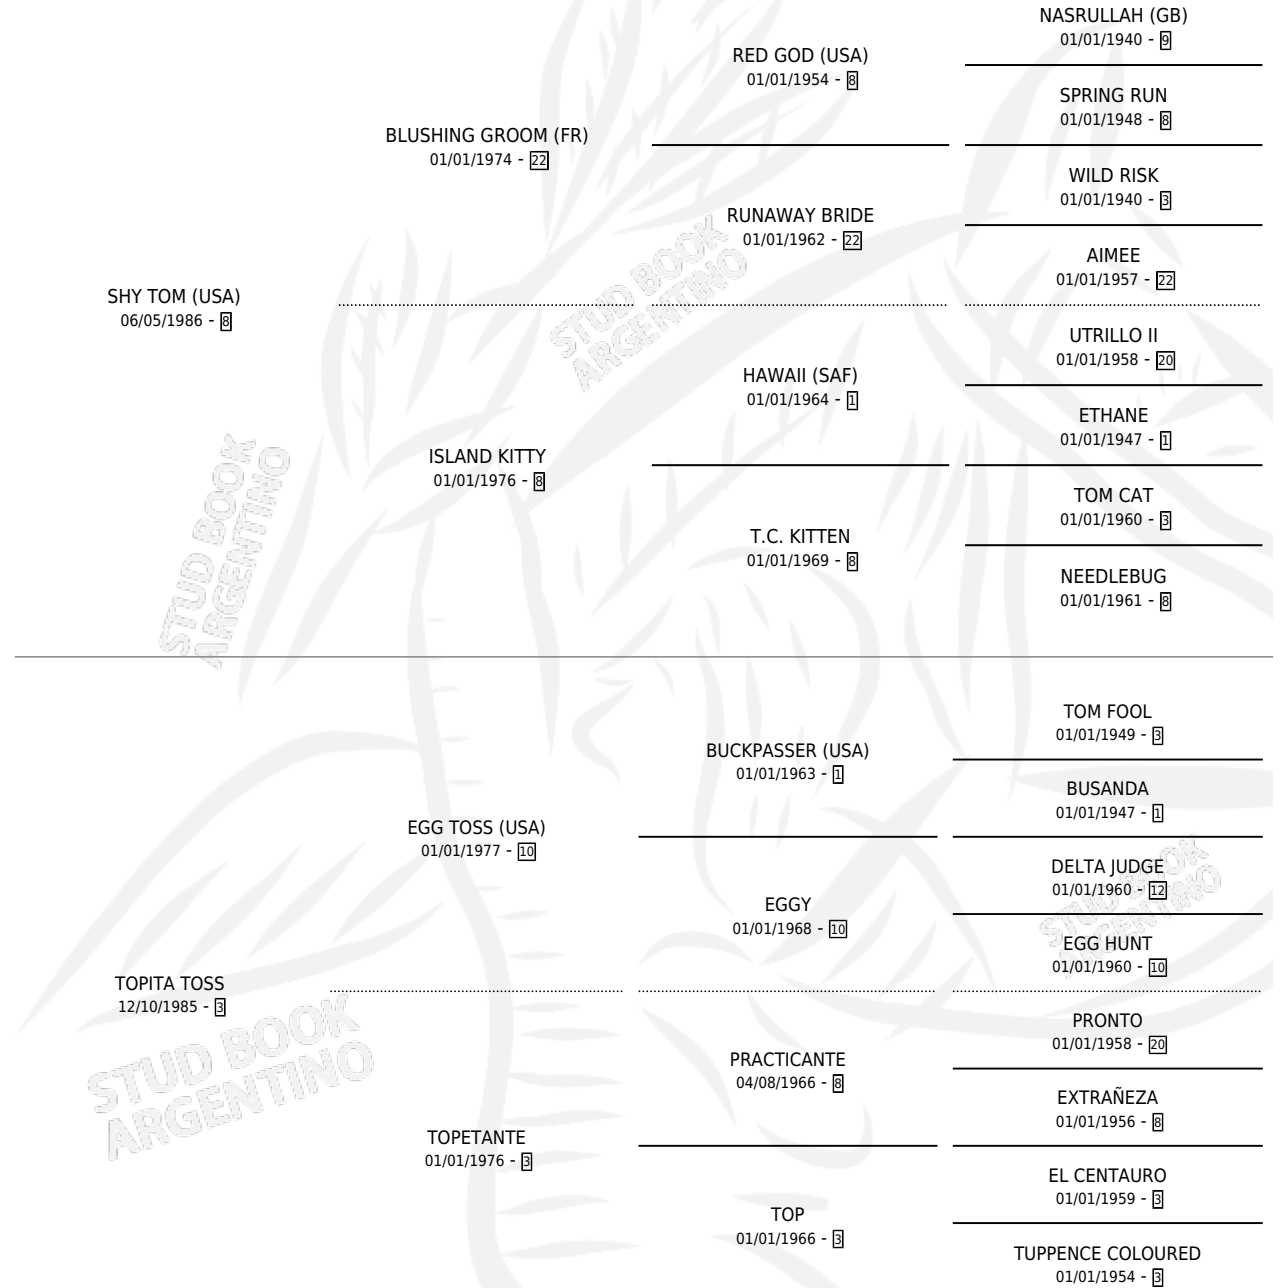 NASRULLAH (GB)
01/01/1940 - 9
RED GOD (USA)
01/01/1954 - 8
SPRING RUN
01/01/1948 - 8
BLUSHING GROOM (FR)
01/01/1974 - 22
WILD RISK
01/01/1940 - 3
RUNAWAY BRIDE
01/01/1962 - 22
AIMEE
01/01/1957 - 22
SHY TOM (USA)
06/05/1986 - 8
UTRILLO II
01/01/1958 - 20
HAWAII (SAF)
01/01/1964 - 1
ETHANE
01/01/1947 - 1
ISLAND KITTY
01/01/1976 - 8
TOM CAT
01/01/1960 - 3
T.C. KITTEN
01/01/1969 - 8
NEEDLEBUG
01/01/1961 - 8
TOM FOOL
01/01/1949 - 3
BUCKPASSER (USA)
01/01/1963 - 1
BUSANDA
01/01/1947 - 1
EGG TOSS (USA)
01/01/1977 - 10
DELTA JUDGE
01/01/1960 - 12
EGGY
01/01/1968 - 10
EGG HUNT
01/01/1960 - 10
TOPITA TOSS
12/10/1985 - 3
PRONTO
01/01/1958 - 20
PRACTICANTE
04/08/1966 - 8
EXTRAÑEZA
01/01/1956 - 8
TOPETANTE
01/01/1976 - 3
EL CENTAURO
01/01/1959 - 3
TOP
01/01/1966 - 3
TUPPENCE COLOURED
01/01/1954 - 3
STUD BOOK
ARGENTINO
STUD BOOK
ARGENTINO
STUD BOOK
ARGENTINO
STUD BOOK
ARGENTINO